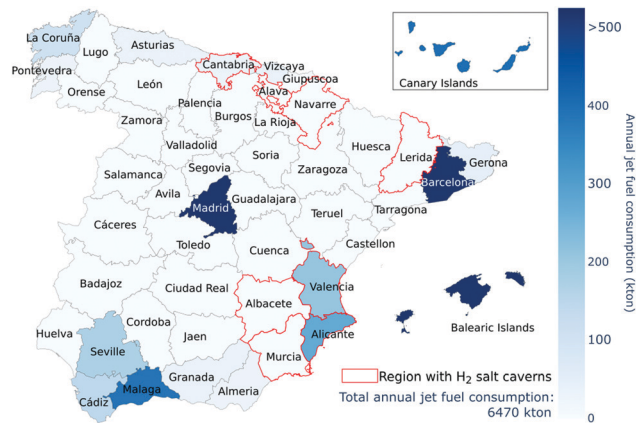 La Coruña
Lugo
Asturias
Cantabria
Vizcaya
Giupuscoa
Pontevedra
Orense
León
Palencia
Burgos
Álava
Navarre
La Rioja
Zamora
Valladolid
Soria
Huesca
Lerida
Gerona
Barcelona
Zaragoza
Segovia
Salamanca
Avila
Madrid
Guadalajara
Teruel
Tarragona
Castellon
Cáceres
Toledo
Cuenca
Valencia
Badajoz
Ciudad Real
Albacete
Alicante
Balearic Islands
Huelva
Cordoba
Jaen
Murcia
Seville
Granada
Almeria
Cádiz
Malaga
Canary Islands
Region with H₂ salt caverns
Total annual jet fuel consumption:
6470 kton
>500
400
300
200
100
0
Annual jet fuel consumption (kton)